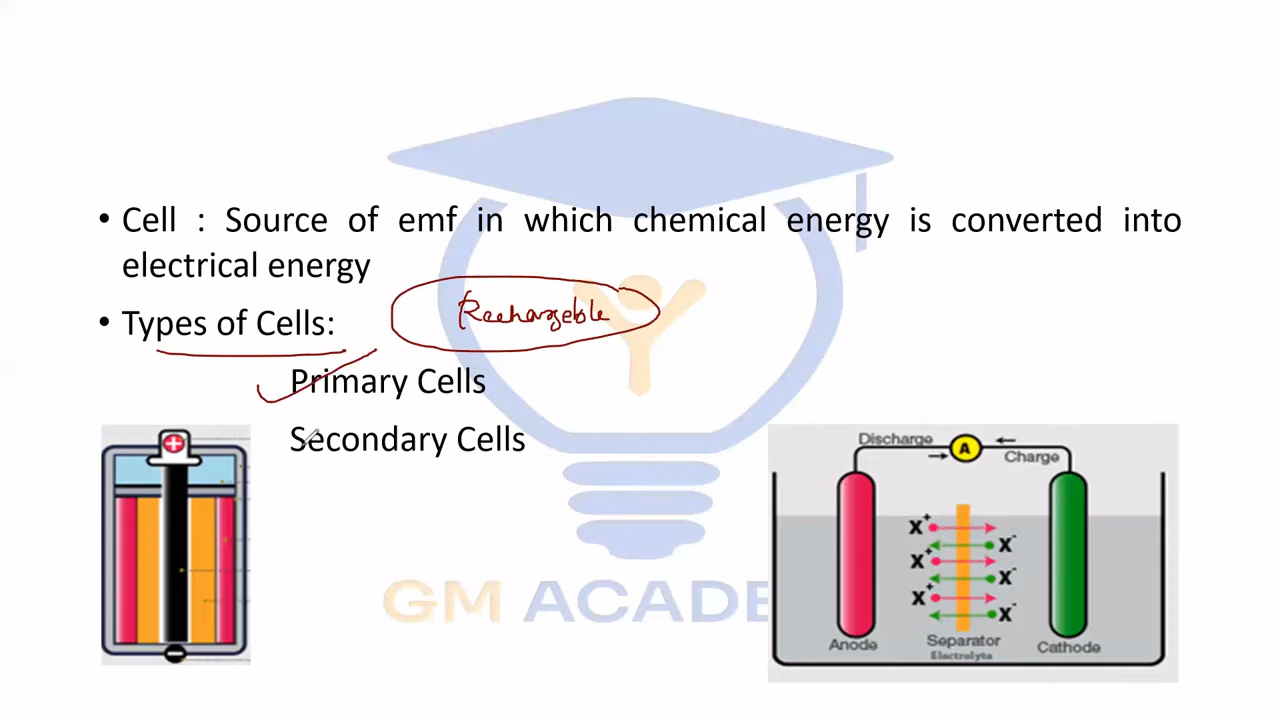 • Cell : Source of emf in which chemical energy is converted into
electrical energy
Rechargeble
• Types of Cells:
Primary Cells
Secondary Cells
+
-
Discharge
A
Charge
X+
X-
X+
X-
X+
X-
Anode
Separator
Electrolyte
Cathode
GM ACADE